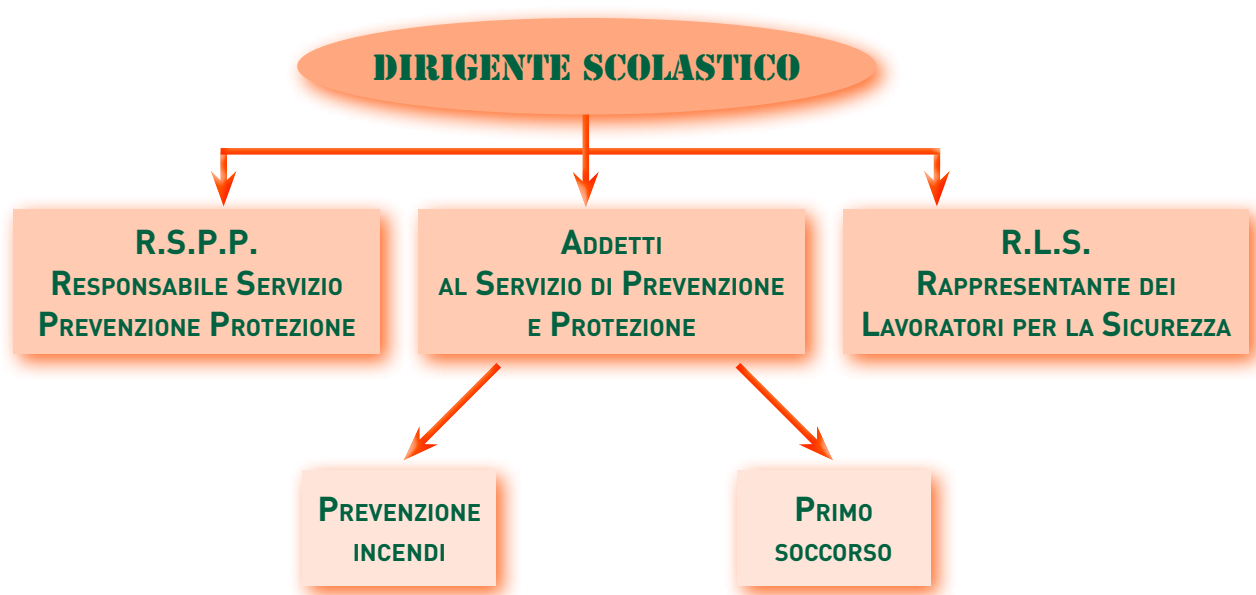 DIRIGENTE SCOLASTICO
R.S.P.P.
Responsabile Servizio
Prevenzione Protezione
Addetti
al Servizio di Prevenzione
e Protezione
R.L.S.
Rappresentante dei
Lavoratori per la Sicurezza
Prevenzione
incendi
Primo
soccorso